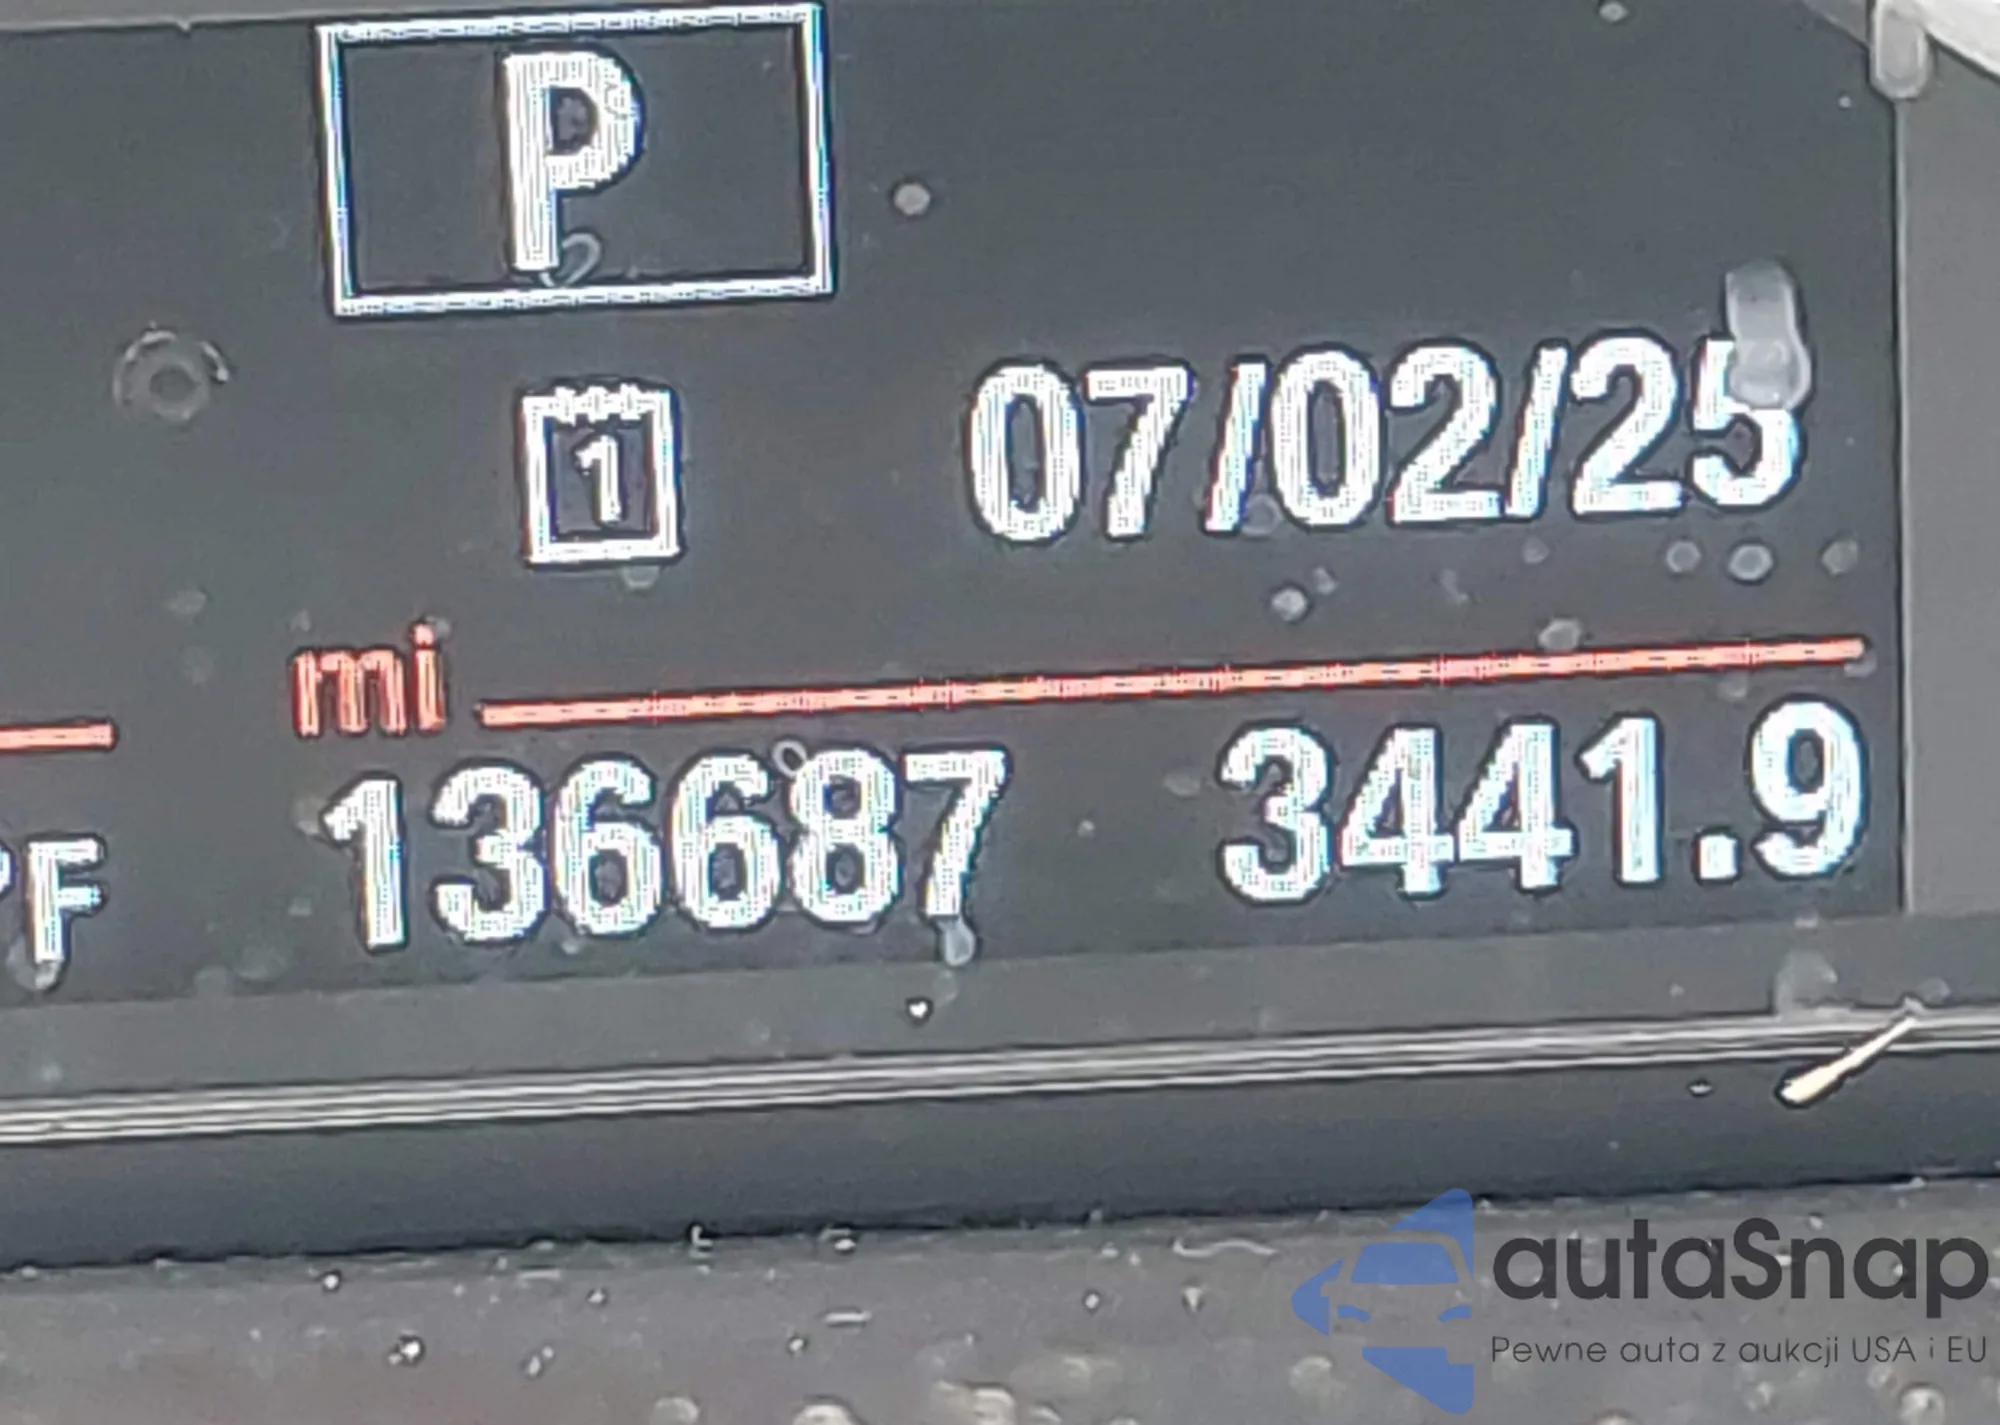 P
1 07/02/25
mi
°F 136687 3441.9
autaSnap
Pewne auta z aukcji USA i EU